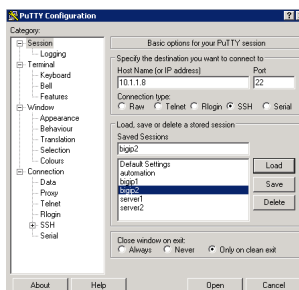 PuTTY Configuration
Category:
Session
Logging
Terminal
Keyboard
Bell
Features
Window
Appearance
Behaviour
Translation
Selection
Colours
Connection
Data
Proxy
Telnet
Rlogin
SSH
Serial
Basic options for your PuTTY session
Specify the destination you want to connect to
Host Name (or IP address) Port
10.1.1.8 22
Connection type:
Raw Telnet Rlogin SSH Serial
Load, save or delete a stored session
Saved Sessions
bigip2
Default Settings
automation
bigip1
bigip2
server1
server2
Load
Save
Delete
Close window on exit:
Always Never Only on clean exit
About Help Open Cancel